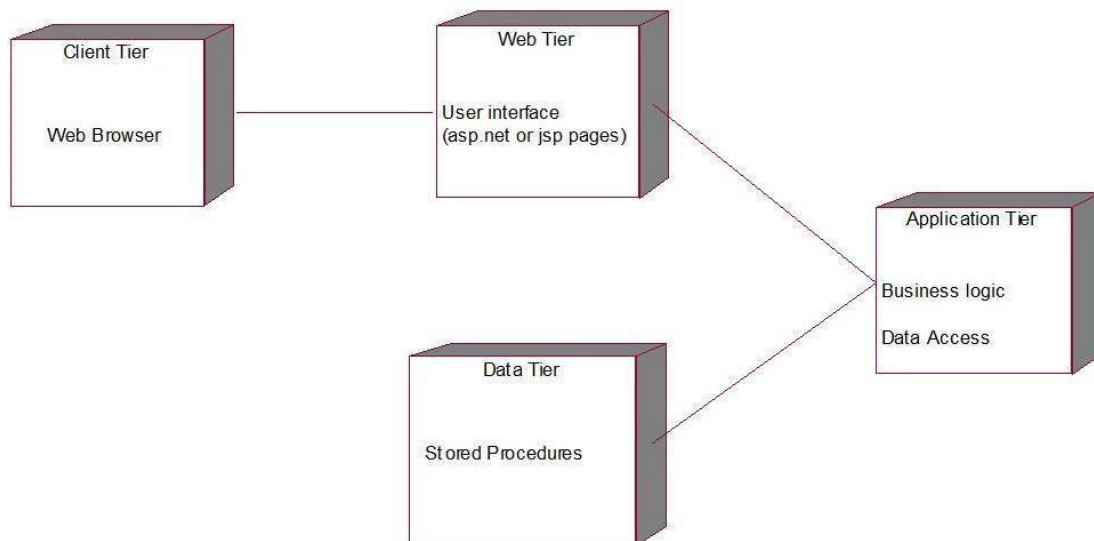 Client Tier
Web Browser
Web Tier
User interface
(asp.net or jsp pages)
Application Tier
Business logic
Data Access
Data Tier
Stored Procedures